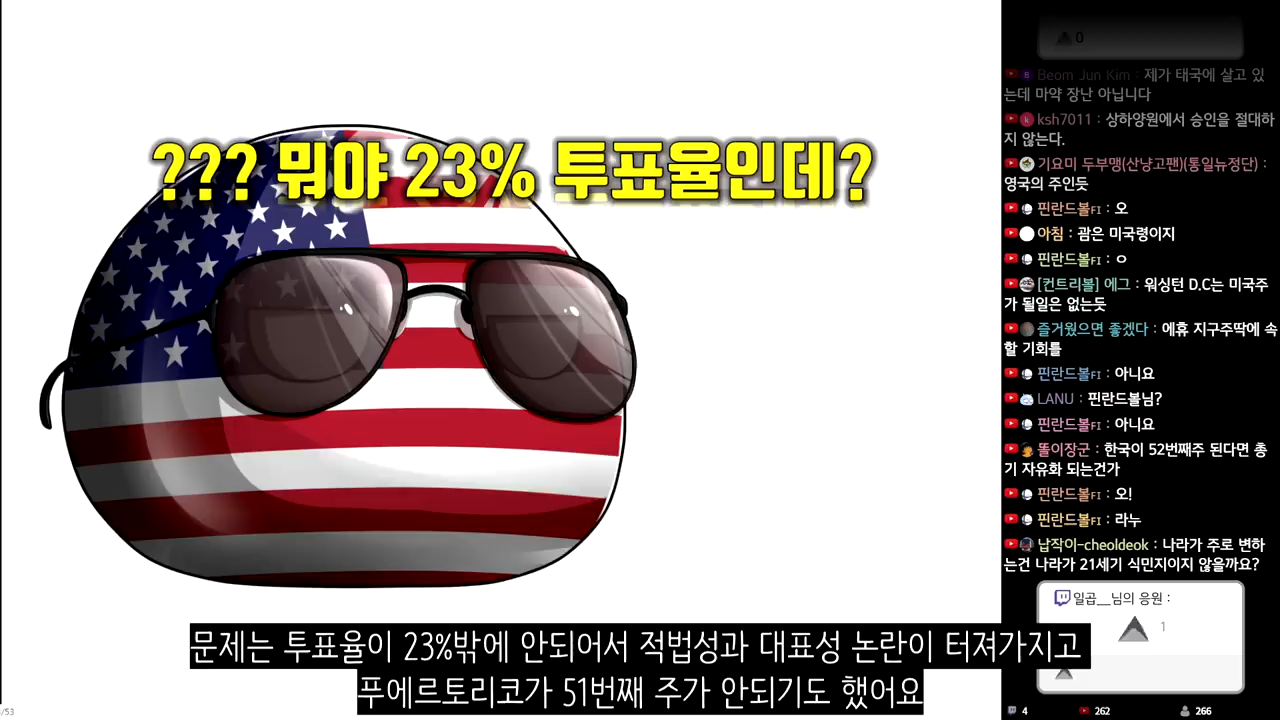 ??? 뭐야 23% 투표율인데?
문제는 투표율이 23%밖에 안되어서 적법성과 대표성 논란이 터져가지고
푸에르토리코가 51번째 주가 안되기도 했어요
/53
0
Beom Jun Kim : 제가 태국에 살고 있
는데 마약 장난 아닙니다
ksh7011 : 상하양원에서 승인을 절대하
지 않는다.
기요미 두부맹(산냥고팬)(통일뉴정단) :
영국의 주인듯
핀란드볼FI : 오
아침 : 괌은 미국령이지
핀란드볼FI : ㅇ
[컨트리볼] 에그 : 워싱턴 D.C는 미국주
가 될일은 없는듯
즐거웠으면 좋겠다 : 에휴 지구주딱에 속
할 기회를
핀란드볼FI : 아니요
LANU : 핀란드볼님?
핀란드볼FI : 아니요
똘이장군 : 한국이 52번째주 된다면 총
기 자유화 되는건가
핀란드볼FI : 오!
핀란드볼FI : 라누
납작이-cheoldeok : 나라가 주로 변하
는건 나라가 21세기 식민지이지 않을까요?
일곱__님의 응원 :
1
4 262 266